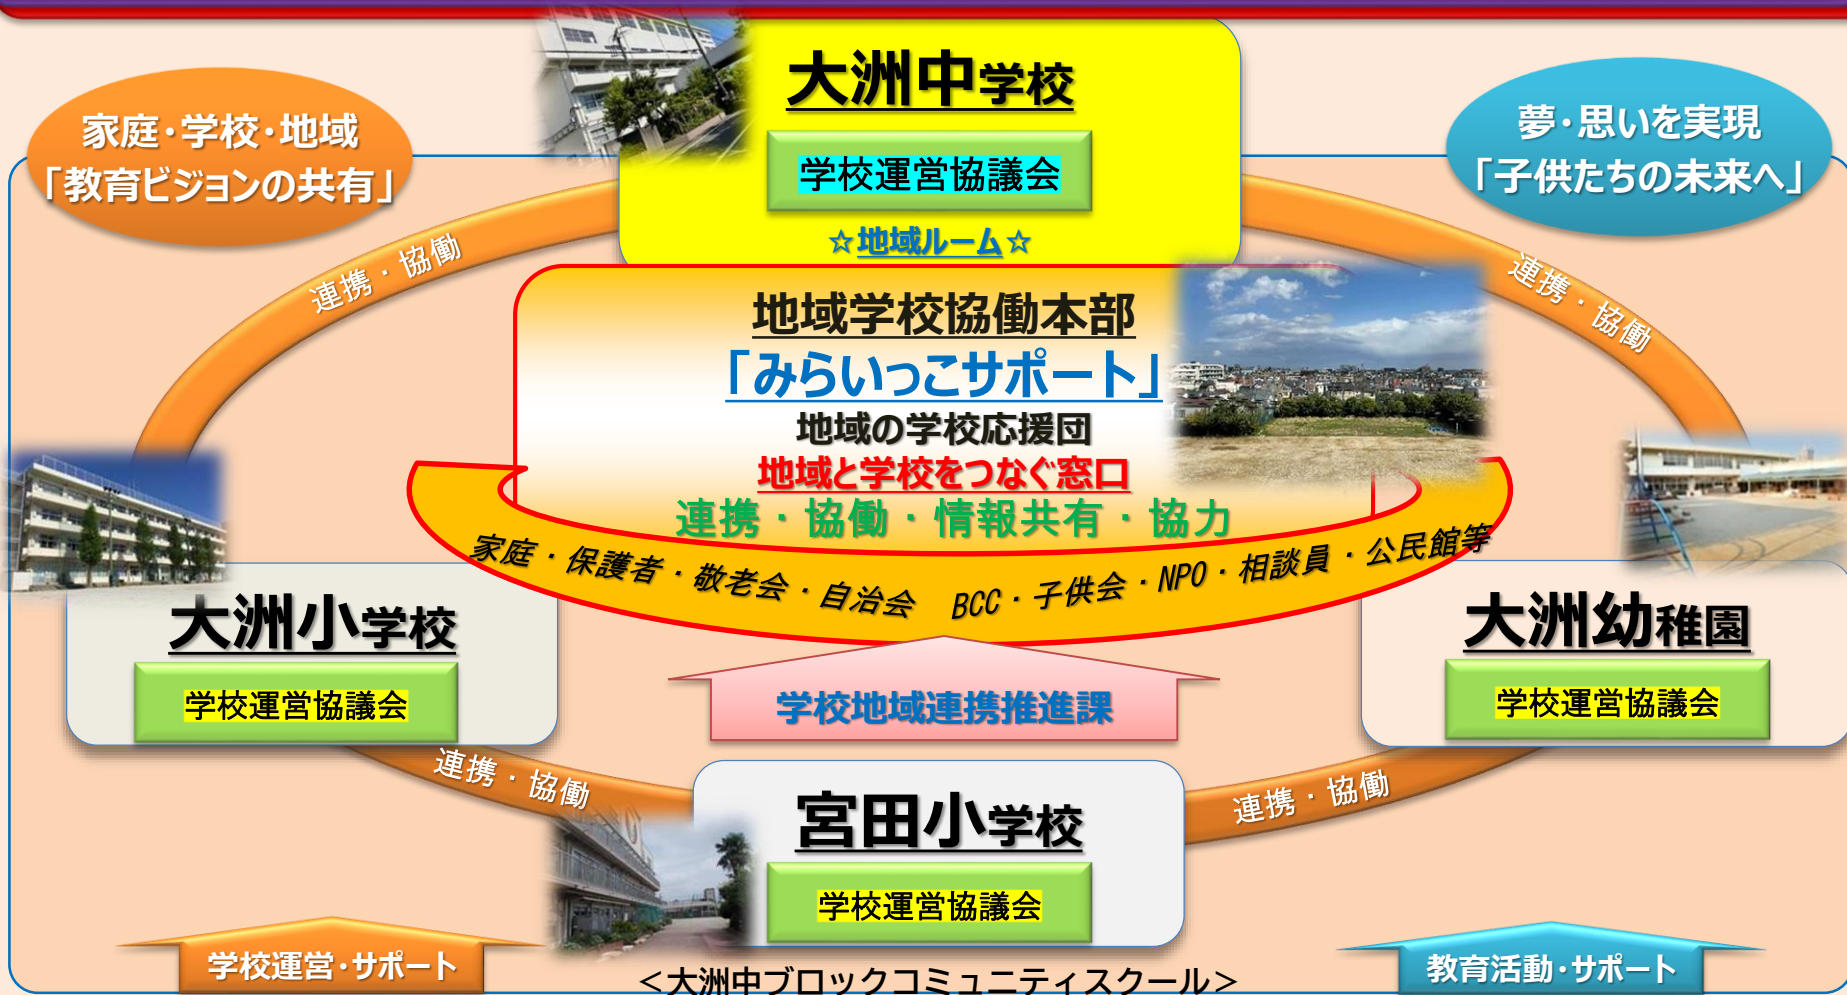 大洲中学校
学校運営協議会
☆地域ルーム☆
家庭・学校・地域
「教育ビジョンの共有」
夢・思いを実現
「子供たちの未来へ」
連携・協働
連携・協働
地域学校協働本部
「みらいっこサポート」
地域の学校応援団
地域と学校をつなぐ窓口
連携・協働・情報共有・協力
家庭・保護者・敬老会・自治会 BCC・子供会・NPO・相談員・公民館等
大洲小学校
学校運営協議会
学校地域連携推進課
大洲幼稚園
学校運営協議会
連携・協働
連携・協働
宮田小学校
学校運営協議会
学校運営・サポート
教育活動・サポート
＜大洲中ブロックコミュニティスクール＞